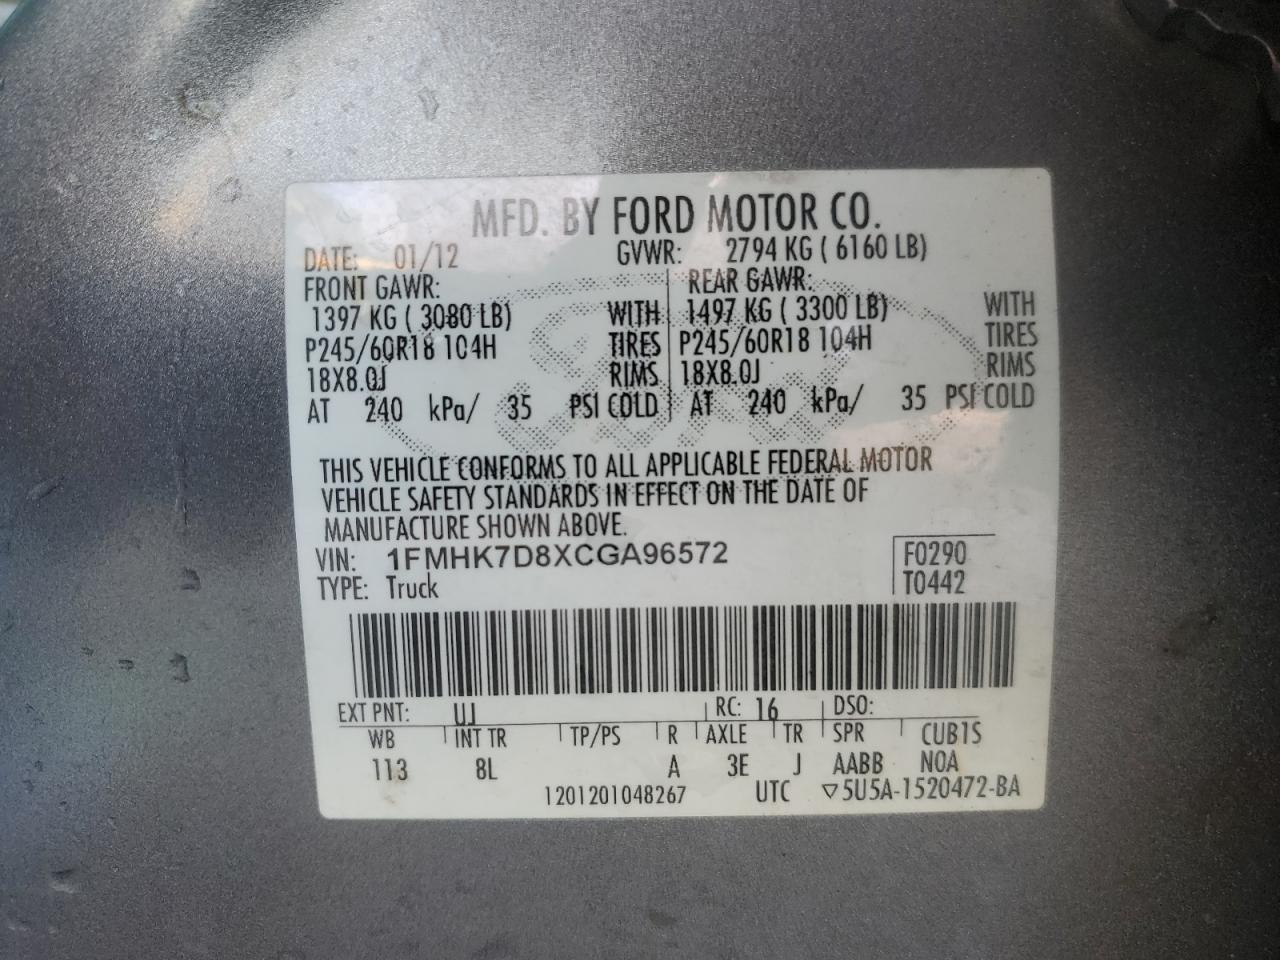 MFD. BY FORD MOTOR CO.
DATE: 01/12 GVWR: 2794 KG ( 6160 LB)
FRONT GAWR: REAR GAWR:
1397 KG ( 3080 LB) WITH 1497 KG ( 3300 LB) WITH
P245/60R18 104H TIRES P245/60R18 104H TIRES
18X8.0J RIMS 18X8.0J RIMS
AT 240 kPa/ 35 PSI COLD AT 240 kPa/ 35 PSI COLD
THIS VEHICLE CONFORMS TO ALL APPLICABLE FEDERAL MOTOR
VEHICLE SAFETY STANDARDS IN EFFECT ON THE DATE OF
MANUFACTURE SHOWN ABOVE.
VIN: 1FMHK7D8XCGA96572 F0290
TYPE: Truck T0442
EXT PNT: UJ RC: 16 DSO:
WB INT TR TP/PS R AXLE TR SPR CUB1S
113 8L A 3E J AABB N0A
1201201048267 UTC ▽5U5A-1520472-BA